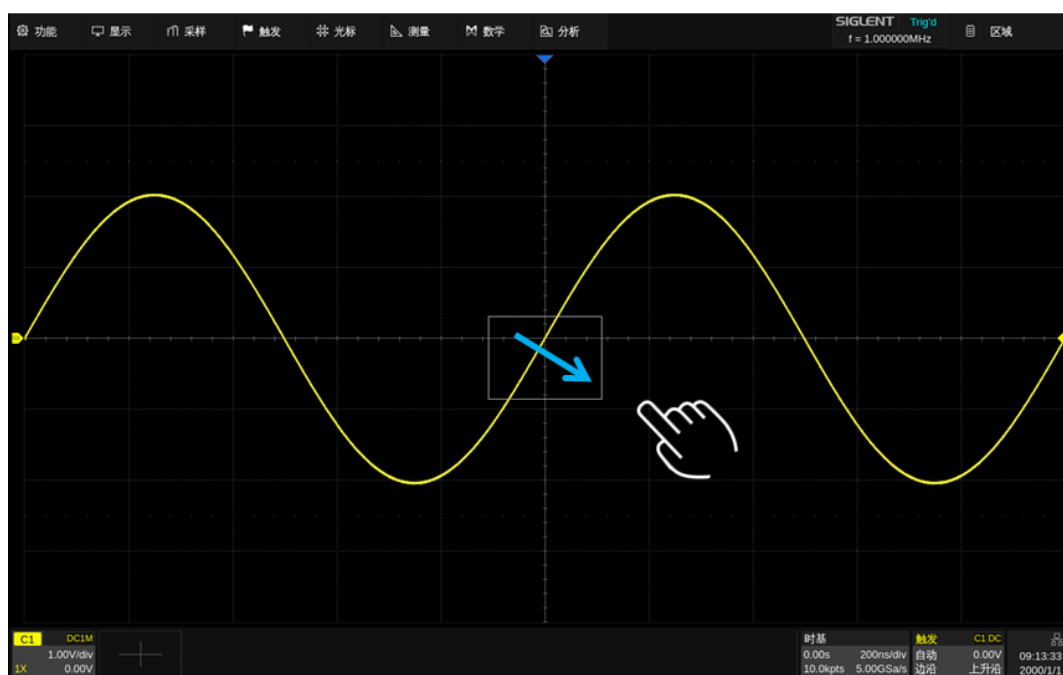 功能 显示 采样 触发 光标 测量 数学 分析 SIGLENT Trig'd 区域
f = 1.000000MHz
C1 DC1M 时基 触发 C1 DC
1.00V/div 0.00s 200ns/div 自动 0.00V 09:13:33
1X 0.00V 10.0kpts 5.00GSa/s 边沿 上升沿 2000/1/1